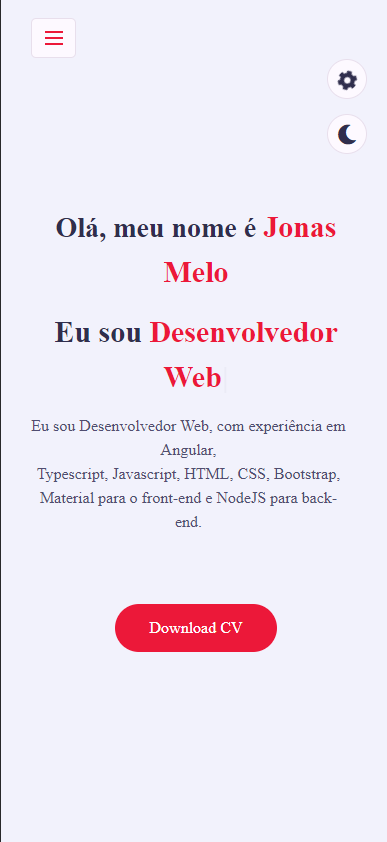 Olá, meu nome é Jonas
Melo
Eu sou Desenvolvedor
Web
Eu sou Desenvolvedor Web, com experiência em
Angular,
Typescript, Javascript, HTML, CSS, Bootstrap,
Material para o front-end e NodeJS para back-
end.
Download CV